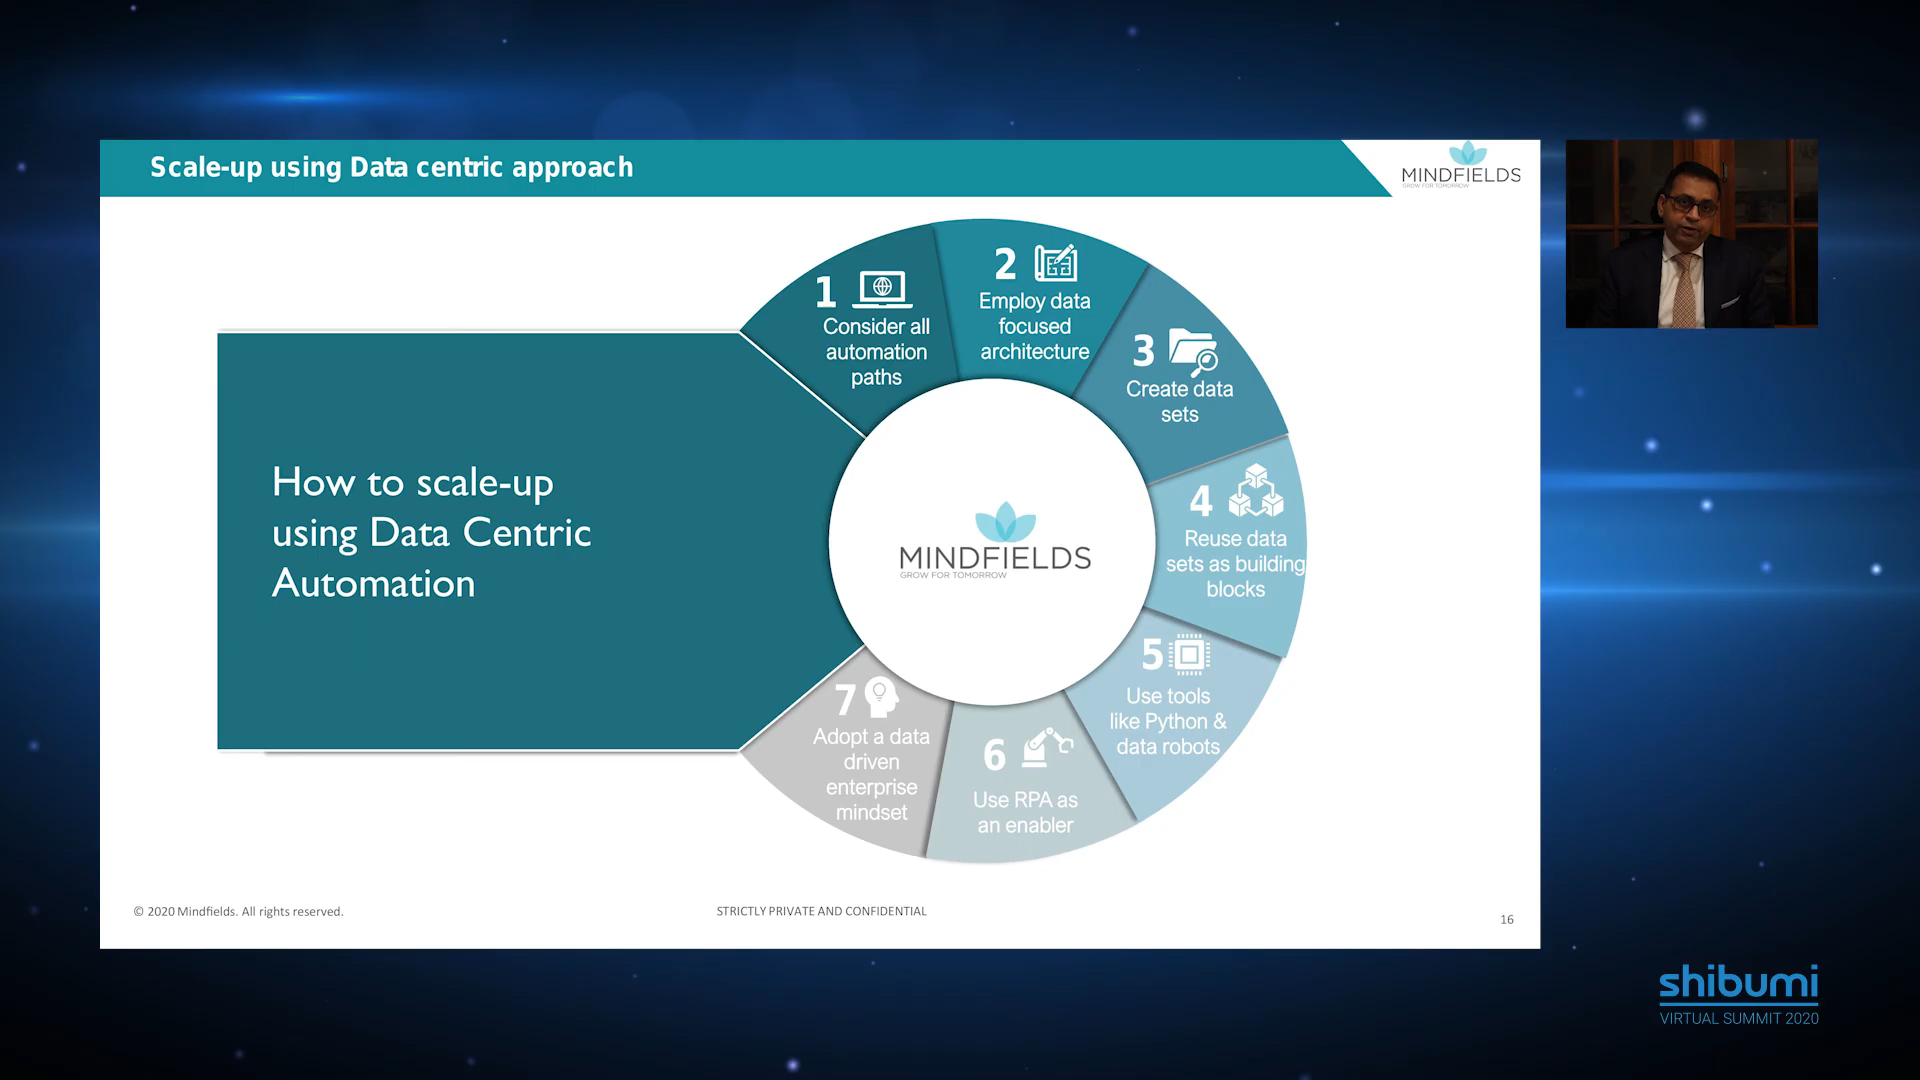 Scale-up using Data centric approach
MINDFIELDS
GROW FOR TOMORROW
1
Consider all
automation
paths
2
Employ data
focused
architecture
3
Create data
sets
4
Reuse data
sets as building
blocks
5
Use tools
like Python &
data robots
6
Use RPA as
an enabler
7
Adopt a data
driven
enterprise
mindset
How to scale-up
using Data Centric
Automation
MINDFIELDS
GROW FOR TOMORROW
© 2020 Mindfields. All rights reserved.
STRICTLY PRIVATE AND CONFIDENTIAL
16
shibumi
VIRTUAL SUMMIT 2020